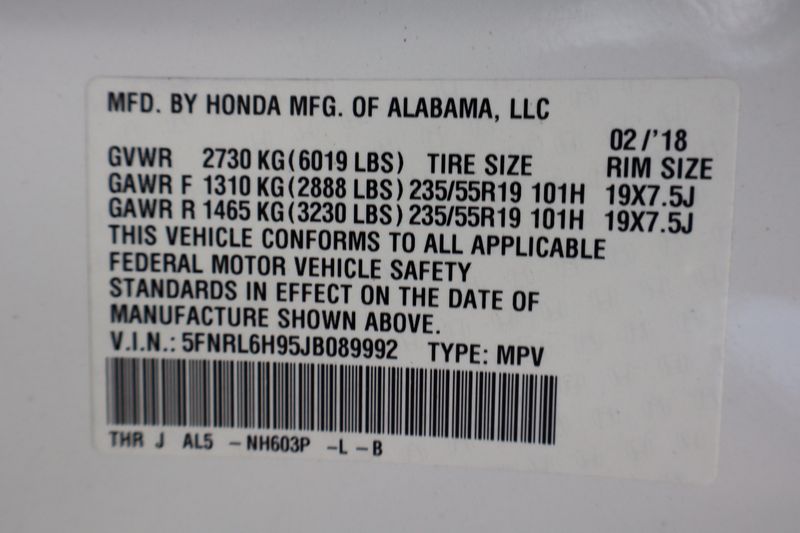 MFD. BY HONDA MFG. OF ALABAMA, LLC
02/'18
GVWR 2730 KG(6019 LBS) TIRE SIZE RIM SIZE
GAWR F 1310 KG(2888 LBS) 235/55R19 101H 19X7.5J
GAWR R 1465 KG(3230 LBS) 235/55R19 101H 19X7.5J
THIS VEHICLE CONFORMS TO ALL APPLICABLE
FEDERAL MOTOR VEHICLE SAFETY
STANDARDS IN EFFECT ON THE DATE OF
MANUFACTURE SHOWN ABOVE.
V.I.N.: 5FNRL6H95JB089992 TYPE: MPV
THR J AL5 -NH603P -L -B